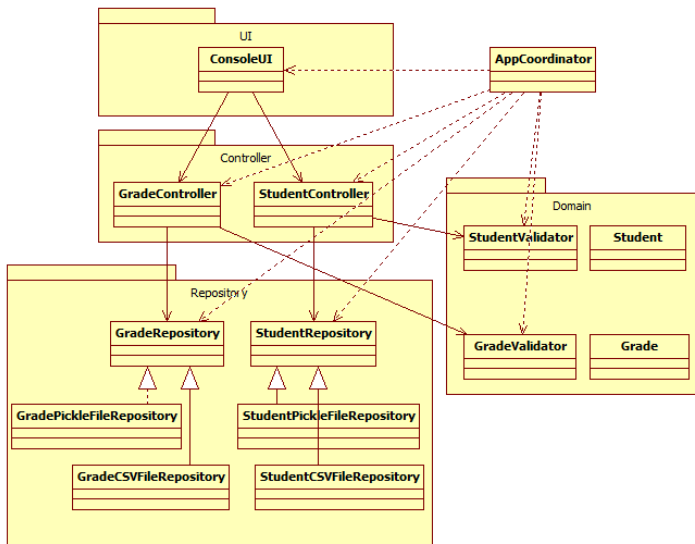 UI
ConsoleUI
AppCoordinator
Controller
GradeController
StudentController
Domain
StudentValidator
Student
Repository
GradeRepository
StudentRepository
GradeValidator
Grade
GradePickleFileRepository
StudentPickleFileRepository
GradeCSVFileRepository
StudentCSVFileRepository